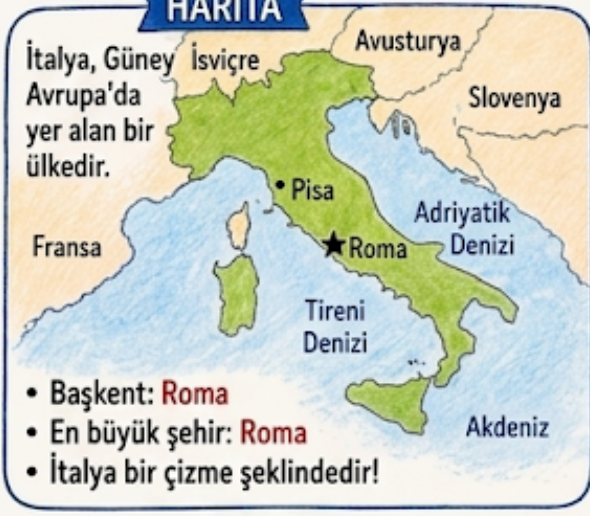 HARİTA
İtalya, Güney
Avrupa'da
yer alan bir
ülkedir.
İsviçre
Avusturya
Slovenya
Pisa
Adriyatik
Denizi
Fransa
Roma
Tireni
Denizi
• Başkent: Roma
• En büyük şehir: Roma
• İtalya bir çizme şeklindedir!
Akdeniz